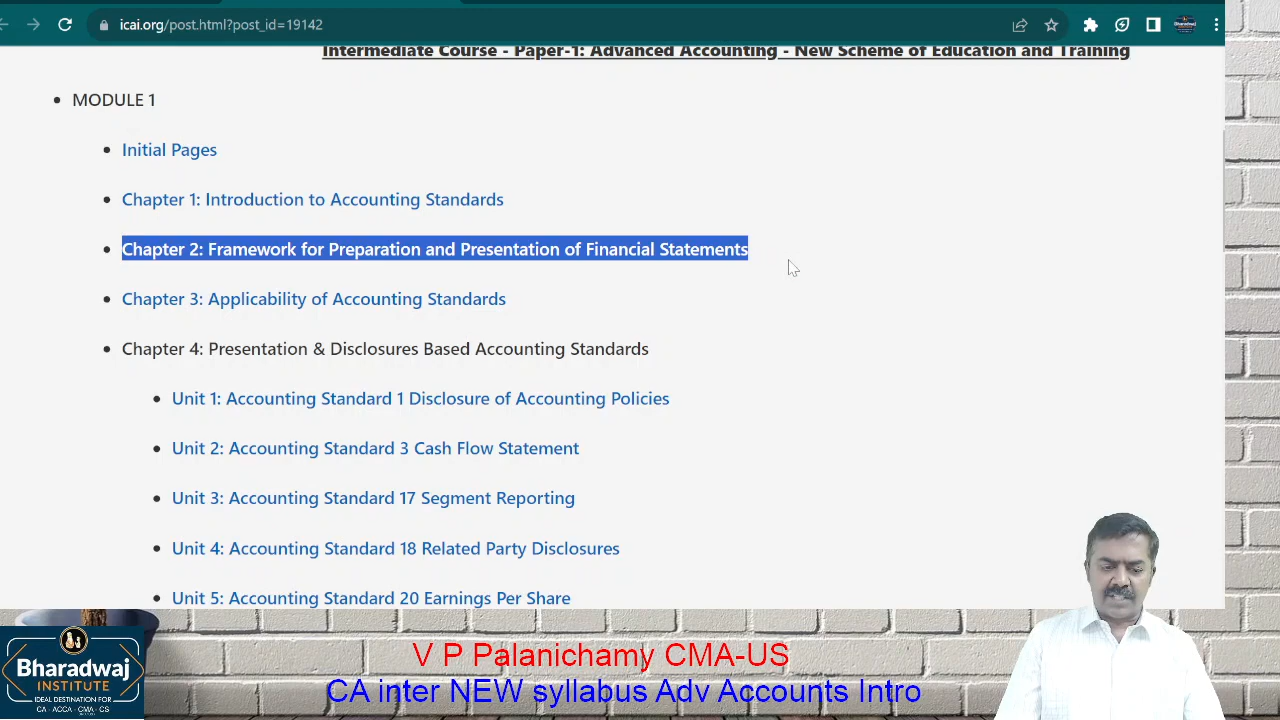 icai.org/post.html?post_id=19142
Intermediate Course - Paper-1: Advanced Accounting - New Scheme of Education and Training
MODULE 1
Initial Pages
Chapter 1: Introduction to Accounting Standards
Chapter 2: Framework for Preparation and Presentation of Financial Statements
Chapter 3: Applicability of Accounting Standards
Chapter 4: Presentation & Disclosures Based Accounting Standards
Unit 1: Accounting Standard 1 Disclosure of Accounting Policies
Unit 2: Accounting Standard 3 Cash Flow Statement
Unit 3: Accounting Standard 17 Segment Reporting
Unit 4: Accounting Standard 18 Related Party Disclosures
Unit 5: Accounting Standard 20 Earnings Per Share
Bharadwaj
INSTITUTE
IDEAL DESTINATION FOR
CA - ACCA - CMA - CS
V P Palanichamy CMA-US
CA inter NEW syllabus Adv Accounts Intro